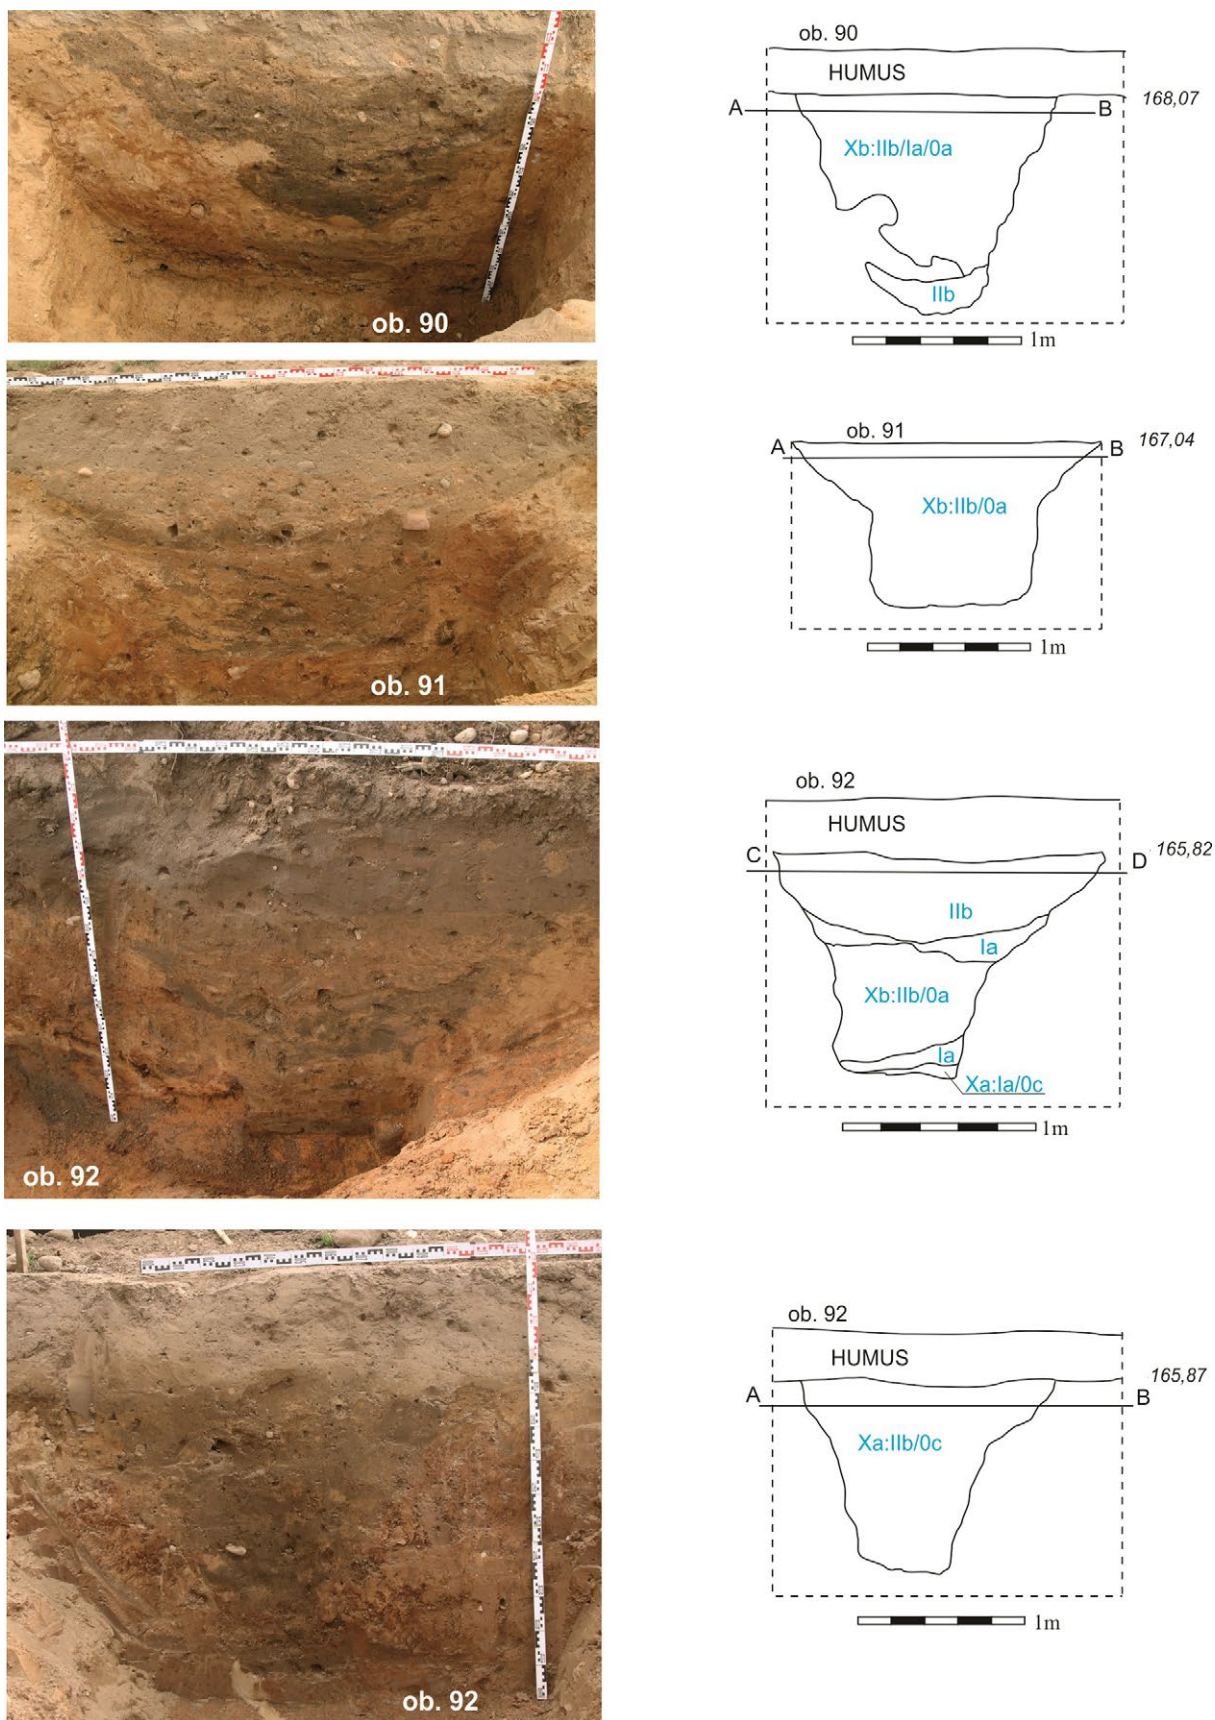 ob. 90
ob. 90
HUMUS
A
B
168,07
Xb:IIb/Ia/0a
IIb
1m
ob. 91
ob. 91
A
B
167,04
Xb:IIb/0a
1m
ob. 92
ob. 92
HUMUS
C
D
165,82
IIb
Ia
Xb:IIb/0a
Ia
Xa:Ia/0c
1m
ob. 92
ob. 92
HUMUS
A
B
165,87
Xa:IIb/0c
1m